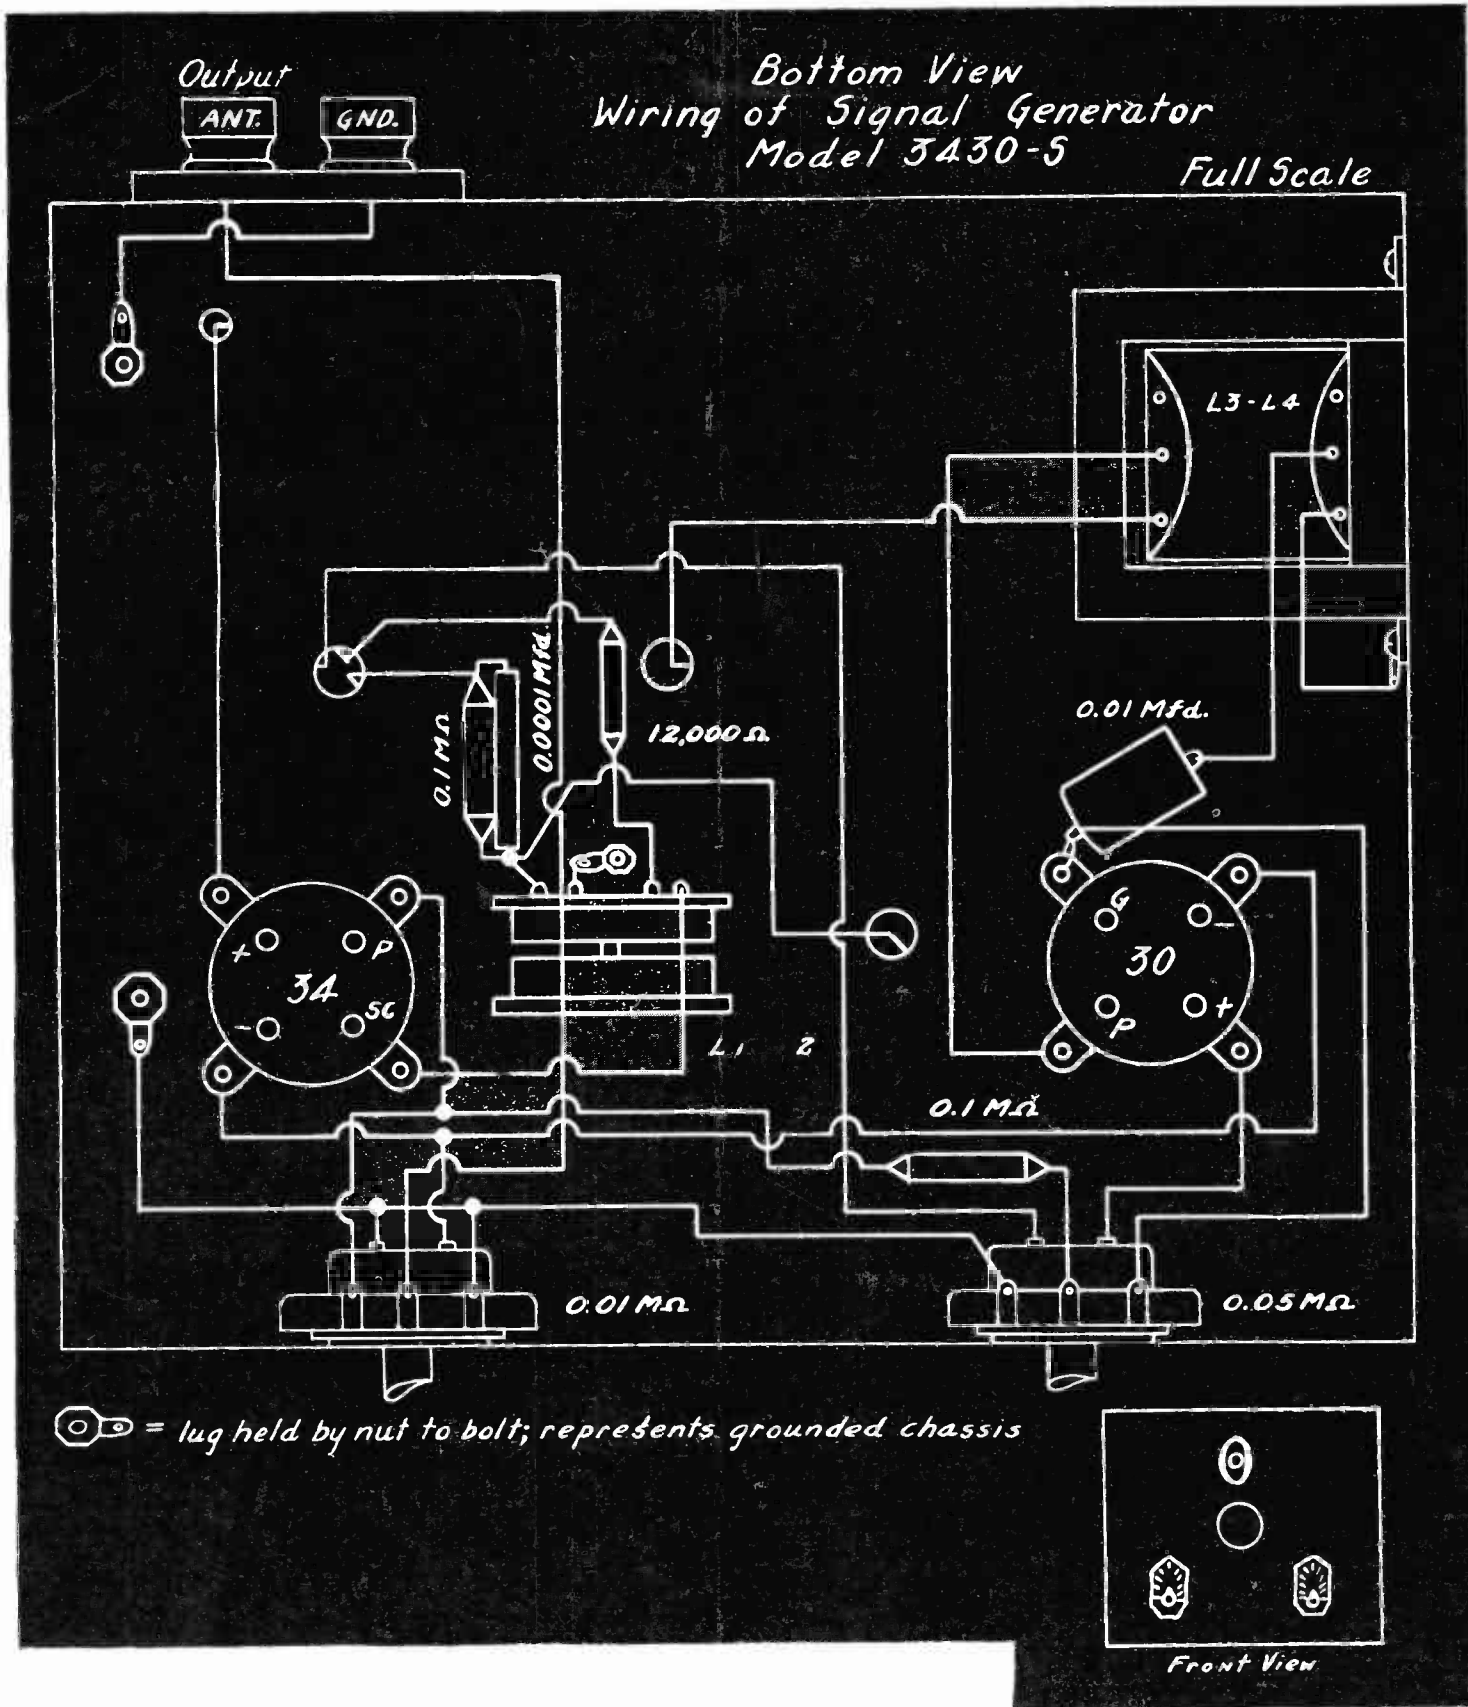 Output
ANT.
GND.
Bottom View
Wiring of Signal Generator
Model 3430-S
Full Scale
L3-L4
0.0001 Mfd.
0.1 MΩ
12,000 Ω
0.01 Mfd.
+
P
34
-
SG
G
-
30
P
+
L1 2
0.1 MΩ
0.01 MΩ
0.05 MΩ
= lug held by nut to bolt; represents grounded chassis
Front View